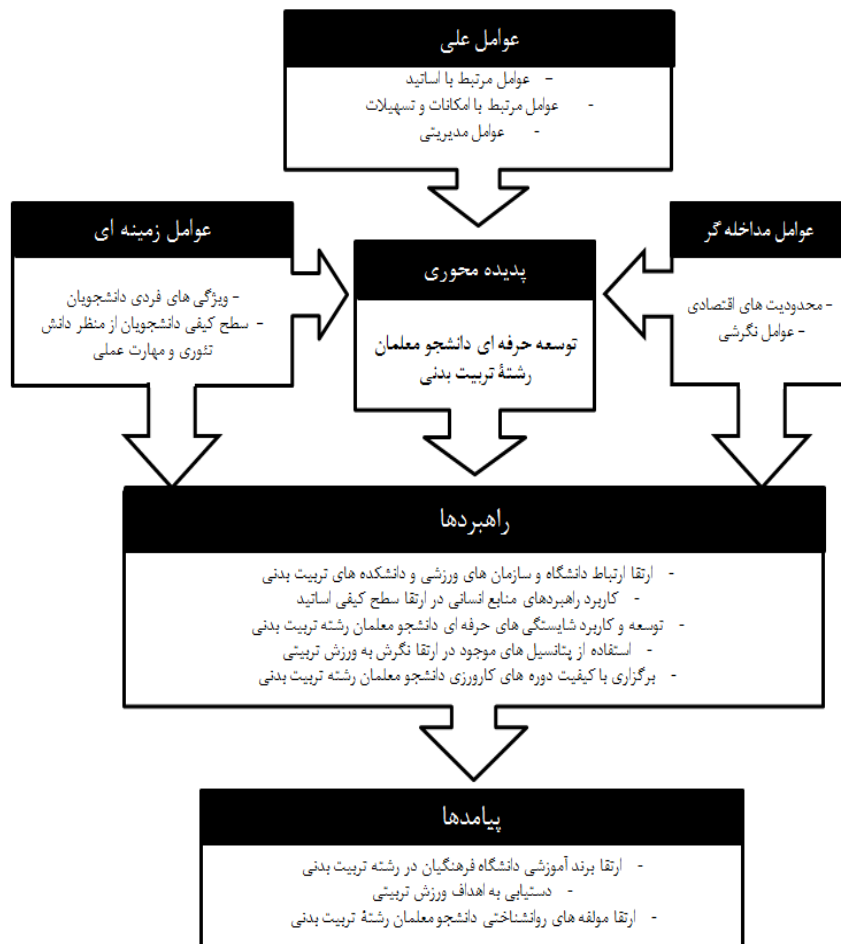 عوامل علی
- عوامل مرتبط با اساتید
- عوامل مرتبط با امکانات و تسهیلات
- عوامل مدیریتی
عوامل مداخله گر
- محدودیت های اقتصادی
- عوامل نگرشی
پدیده محوری
توسعه حرفه ای دانشجو معلمان
رشتۀ تربیت بدنی
عوامل زمینه ای
- ویژگی های فردی دانشجویان
- سطح کیفی دانشجویان از منظر دانش
تئوری و مهارت عملی
راهبردها
- ارتقا ارتباط دانشگاه و سازمان های ورزشی و دانشکده های تربیت بدنی
- کاربرد راهبردهای منابع انسانی در ارتقا سطح کیفی اساتید
- توسعه و کاربرد شایستگی های حرفه ای دانشجو معلمان رشته تربیت بدنی
- استفاده از پتانسیل های موجود در ارتقا نگرش به ورزش تربیتی
- برگزاری با کیفیت دوره های کارورزی دانشجو معلمان رشته تربیت بدنی
پیامدها
- ارتقا برند آموزشی دانشگاه فرهنگیان در رشته تربیت بدنی
- دستیابی به اهداف ورزش تربیتی
- ارتقا مولفه های روانشناختی دانشجو معلمان رشتۀ تربیت بدنی